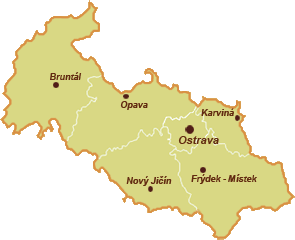 Bruntál
Opava
Karviná
Ostrava
Nový Jičín
Frýdek - Místek